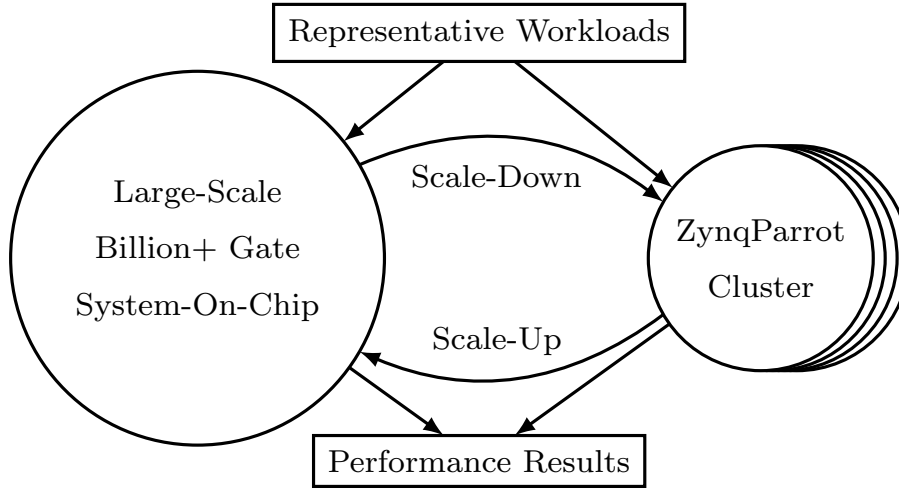 Representative Workloads
Large-Scale
Billion+ Gate
System-On-Chip
Scale-Down
ZynqParrot
Cluster
Scale-Up
Performance Results